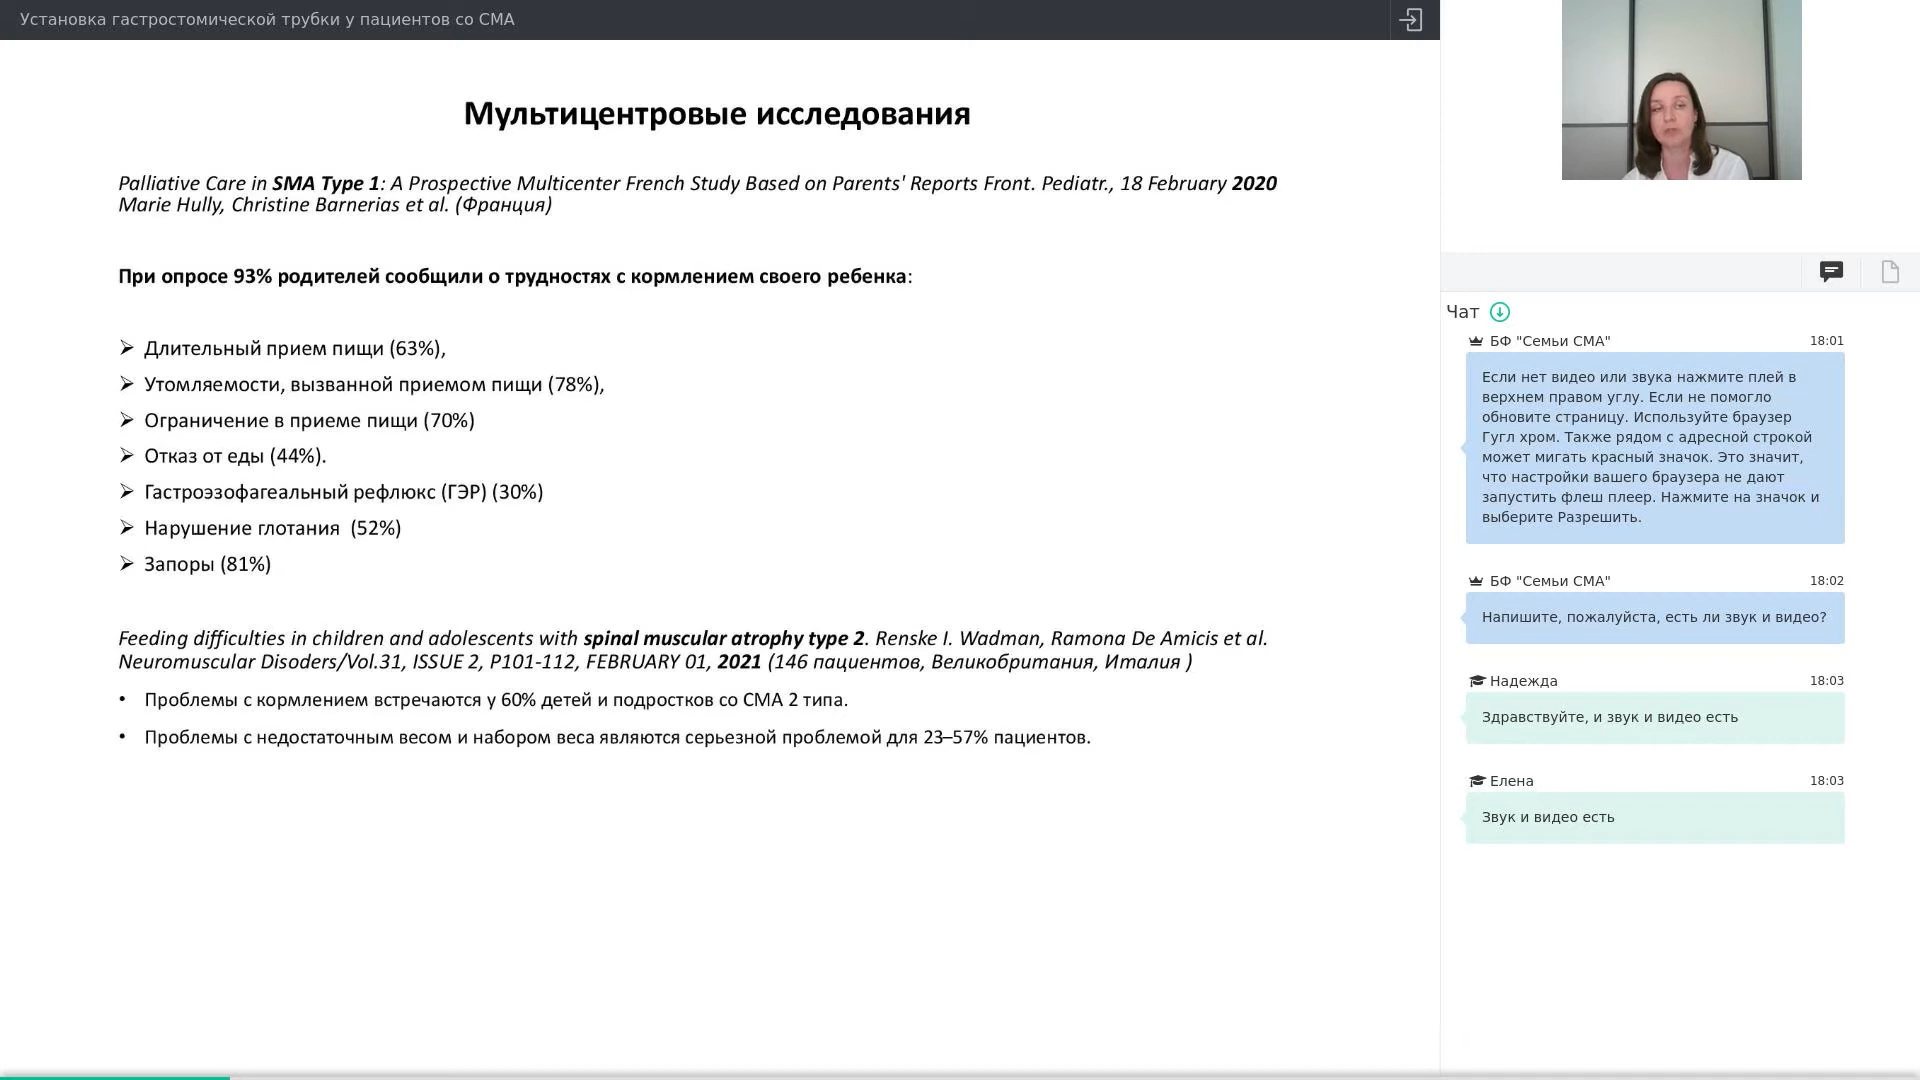 Установка гастростомической трубки у пациентов со СМА
Мультицентровые исследования
Palliative Care in SMA Type 1: A Prospective Multicenter French Study Based on Parents' Reports Front. Pediatr., 18 February 2020
Marie Hully, Christine Barnerias et al. (Франция)
При опросе 93% родителей сообщили о трудностях с кормлением своего ребенка:
➢ Длительный прием пищи (63%),
➢ Утомляемости, вызванной приемом пищи (78%),
➢ Ограничение в приеме пищи (70%)
➢ Отказ от еды (44%).
➢ Гастроэзофагеальный рефлюкс (ГЭР) (30%)
➢ Нарушение глотания (52%)
➢ Запоры (81%)
Feeding difficulties in children and adolescents with spinal muscular atrophy type 2. Renske I. Wadman, Ramona De Amicis et al.
Neuromuscular Disoders/Vol.31, ISSUE 2, P101-112, FEBRUARY 01, 2021 (146 пациентов, Великобритания, Италия )
• Проблемы с кормлением встречаются у 60% детей и подростков со СМА 2 типа.
• Проблемы с недостаточным весом и набором веса являются серьезной проблемой для 23–57% пациентов.
Чат
БФ "Семьи СМА" 18:01
Если нет видео или звука нажмите плей в
верхнем правом углу. Если не помогло
обновите страницу. Используйте браузер
Гугл хром. Также рядом с адресной строкой
может мигать красный значок. Это значит,
что настройки вашего браузера не дают
запустить флеш плеер. Нажмите на значок и
выберите Разрешить.
БФ "Семьи СМА" 18:02
Напишите, пожалуйста, есть ли звук и видео?
Надежда 18:03
Здравствуйте, и звук и видео есть
Елена 18:03
Звук и видео есть